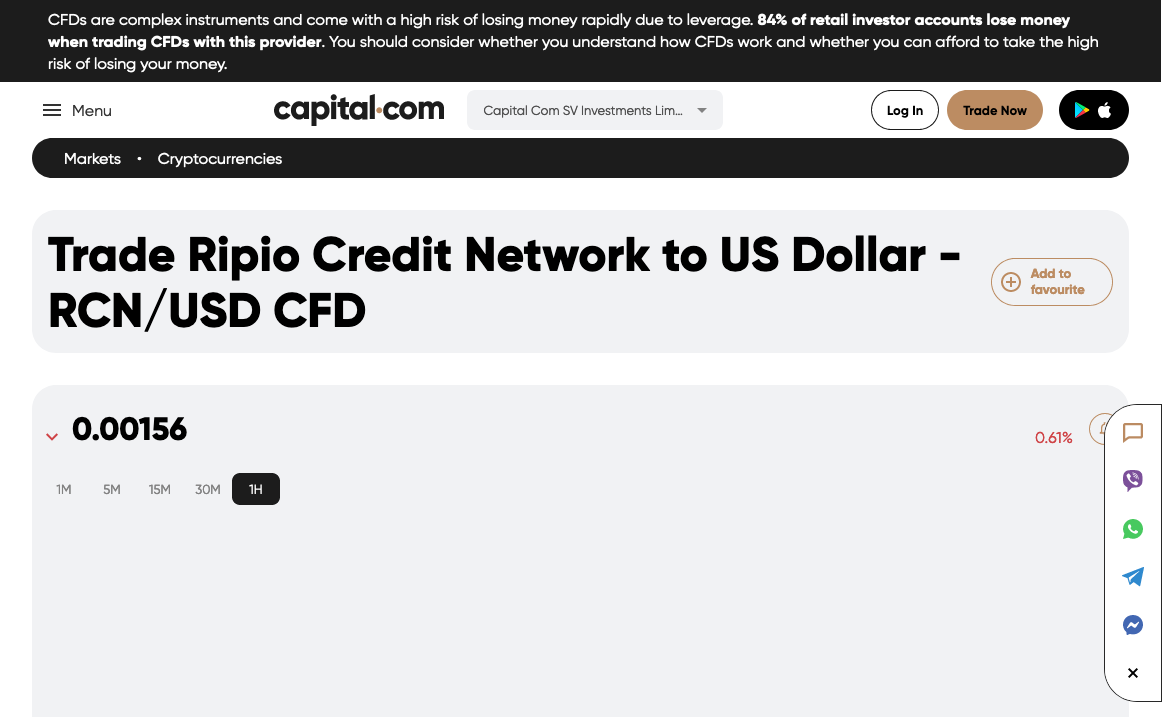 CFDs are complex instruments and come with a high risk of losing money rapidly due to leverage. 84% of retail investor accounts lose money
when trading CFDs with this provider. You should consider whether you understand how CFDs work and whether you can afford to take the high
risk of losing your money.
Menu
capital.com
Capital Com SV Investments Lim...
Log In
Trade Now
Markets • Cryptocurrencies
Trade Ripio Credit Network to US Dollar -
RCN/USD CFD
Add to
favourite
0.00156
0.61%
1M 5M 15M 30M 1H